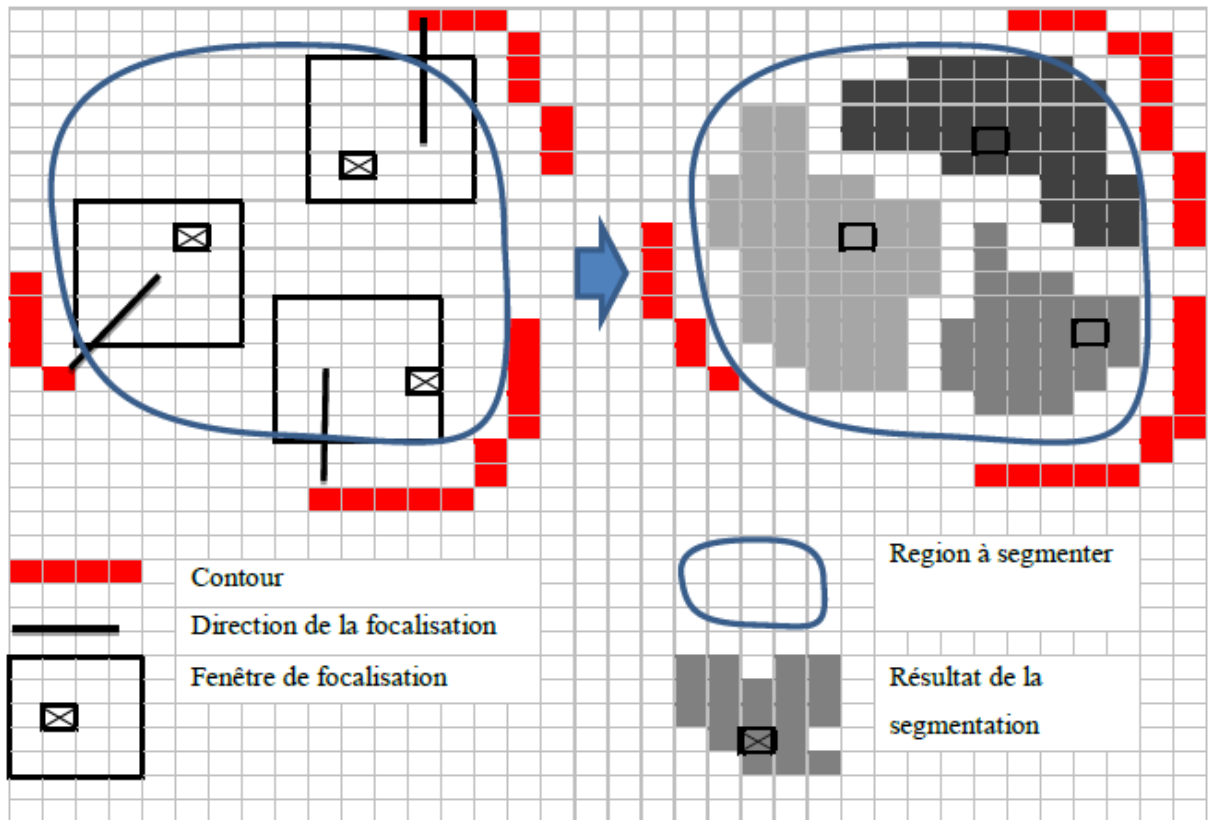 Contour
Direction de la focalisation
Fenêtre de focalisation
Region à segmenter
Résultat de la
segmentation